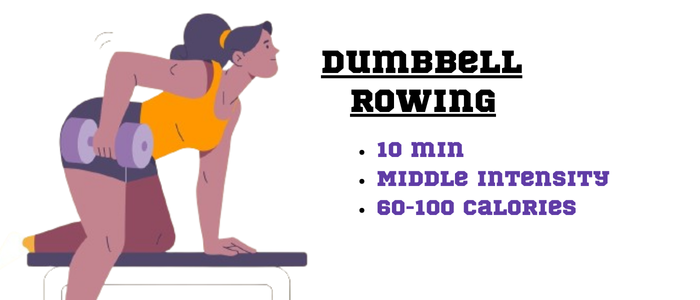 DUMBBELL
ROWING
• 10 MIN
• MIDDLE INTENSITY
• 60-100 CALORIES